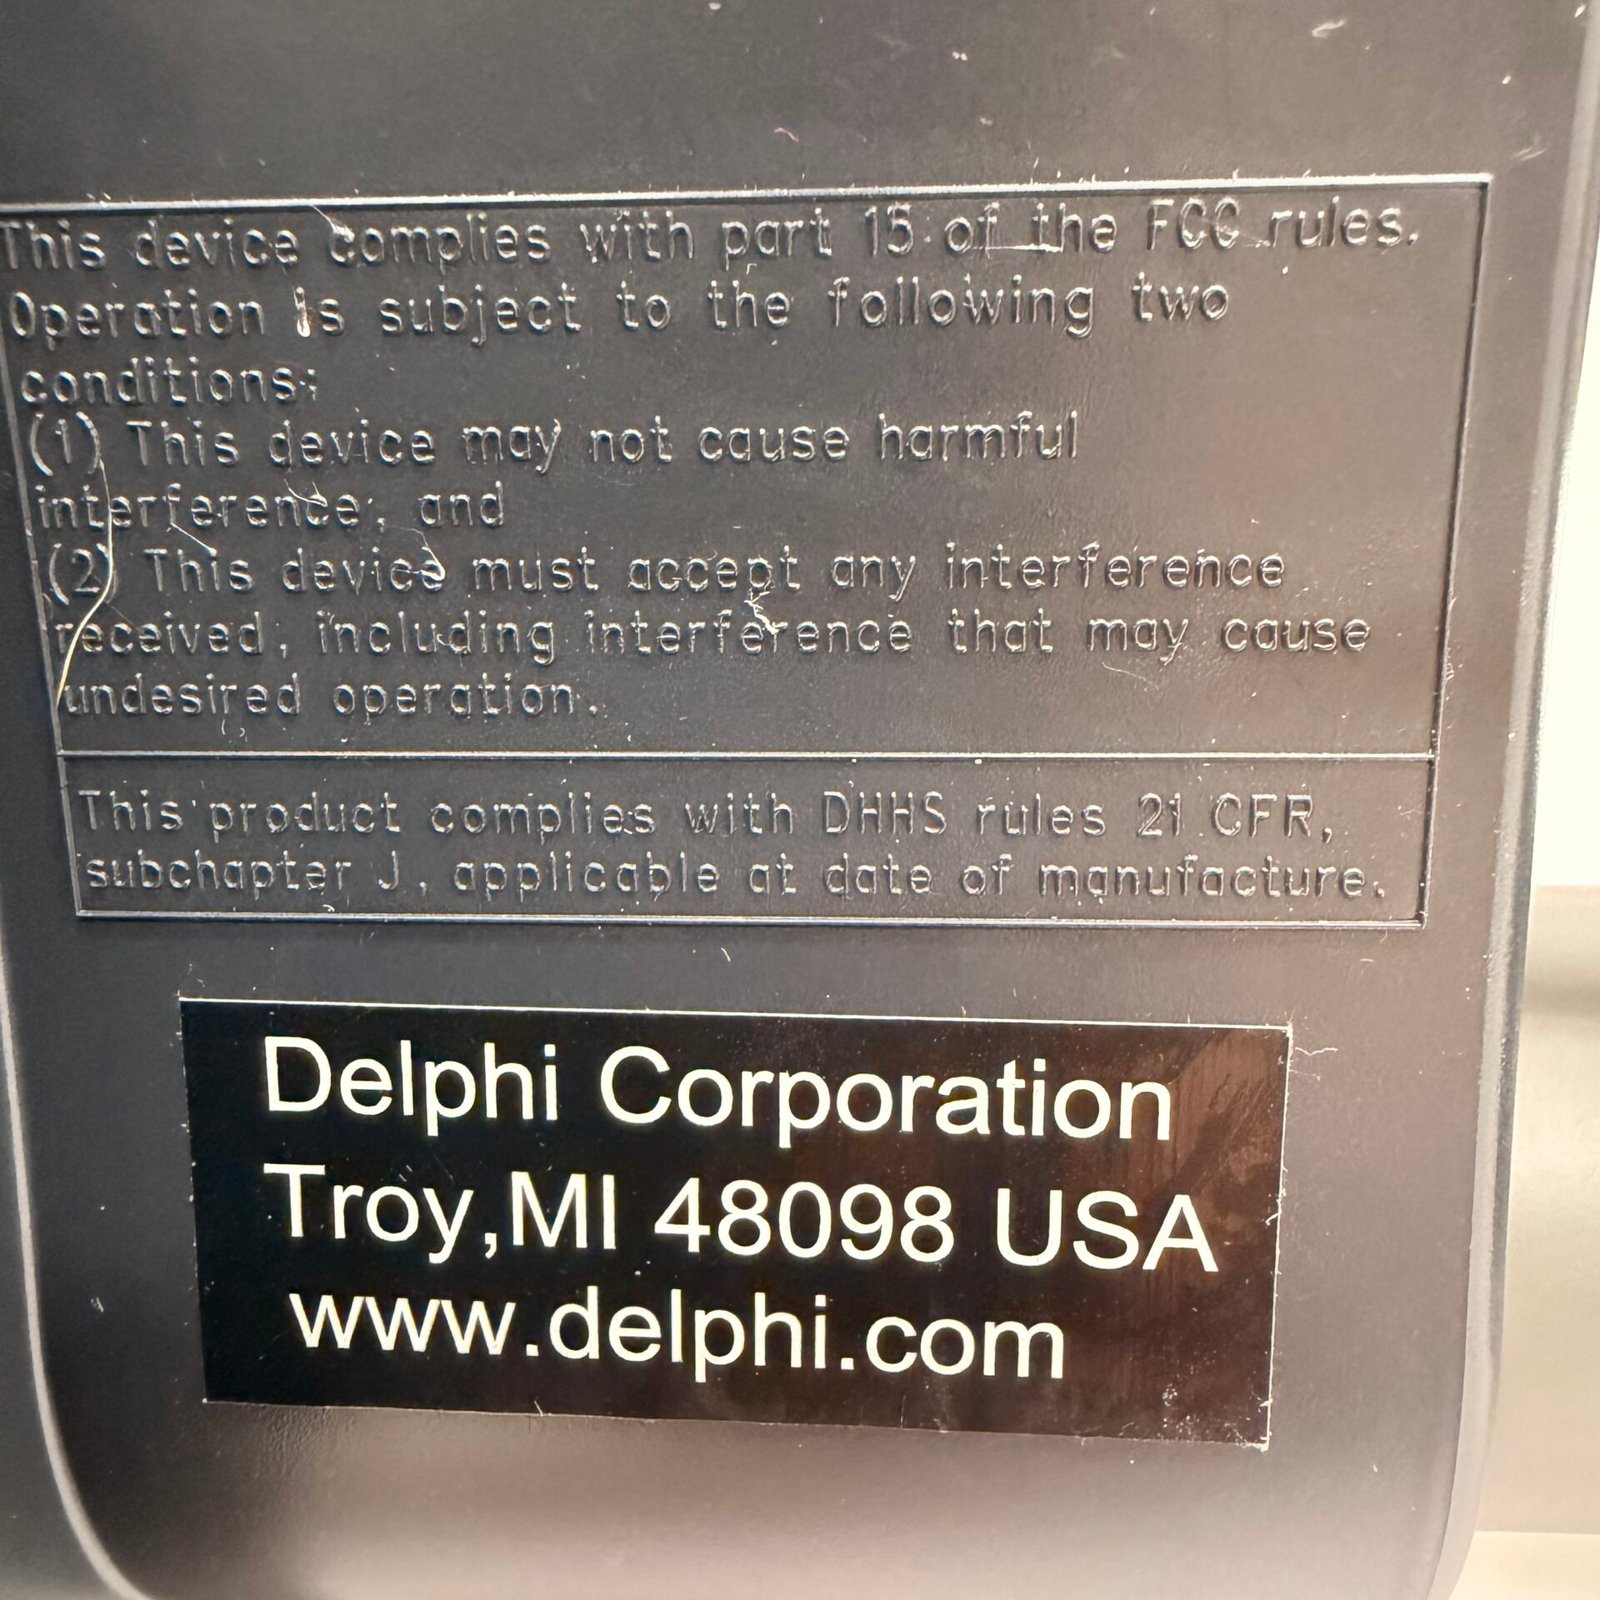 This device complies with part 15 of the FCC rules.
Operation is subject to the following two
conditions:
(1) This device may not cause harmful
interference, and
(2) This device must accept any interference
received, including interference that may cause
undesired operation.
This product complies with DHHS rules 21 CFR,
subchapter J, applicable at date of manufacture.
Delphi Corporation
Troy,MI 48098 USA
www.delphi.com